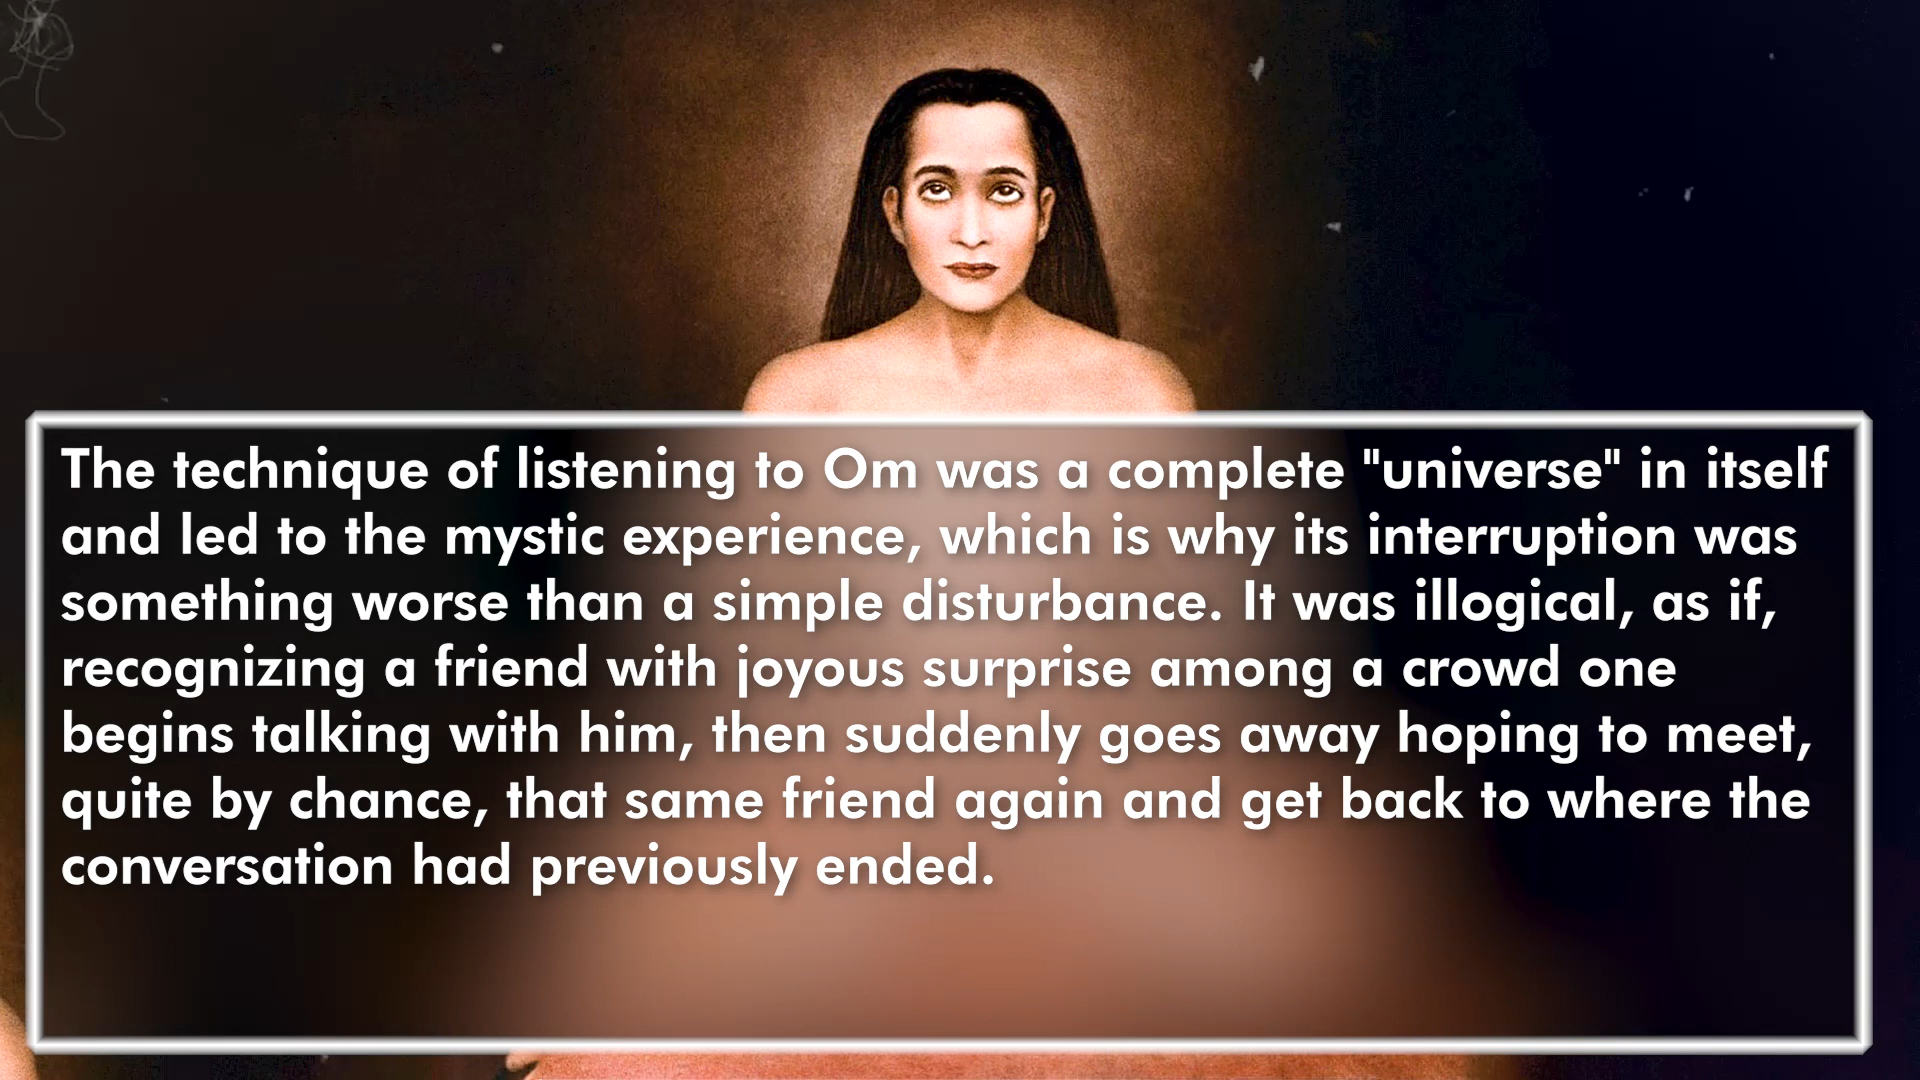 The technique of listening to Om was a complete "universe" in itself
and led to the mystic experience, which is why its interruption was
something worse than a simple disturbance. It was illogical, as if,
recognizing a friend with joyous surprise among a crowd one
begins talking with him, then suddenly goes away hoping to meet,
quite by chance, that same friend again and get back to where the
conversation had previously ended.